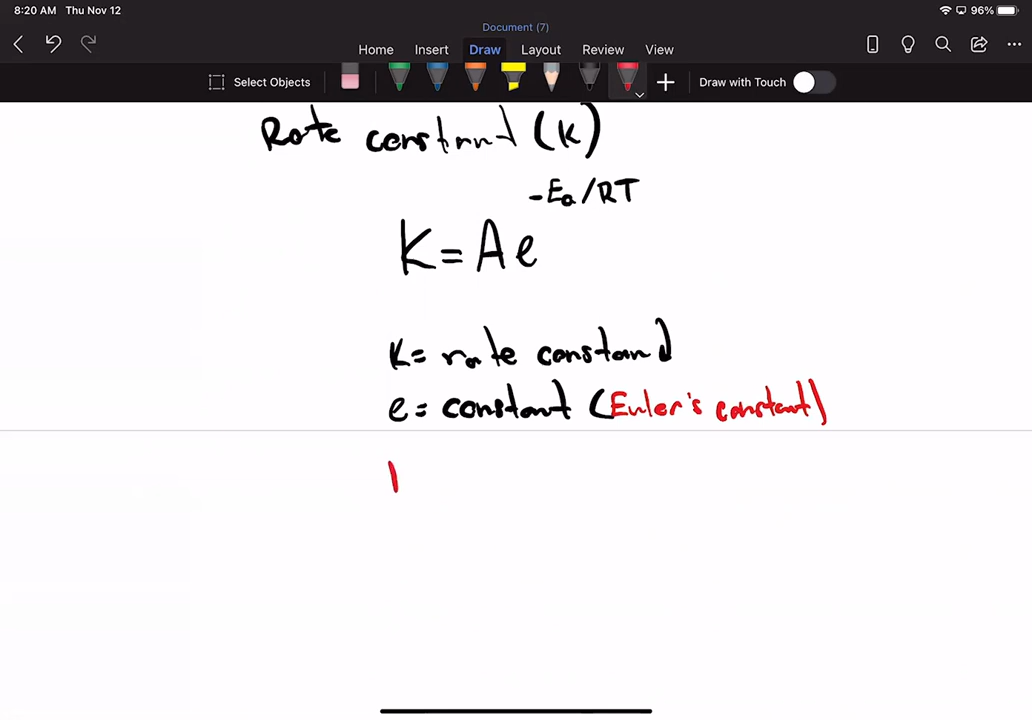 8:20 AM Thu Nov 12 96%
Document (7)
Home Insert Draw Layout Review View
Select Objects Draw with Touch
Rate constant (k)
-Ea/RT
K = A e
K = rate constant
e = constant (Euler's constant)